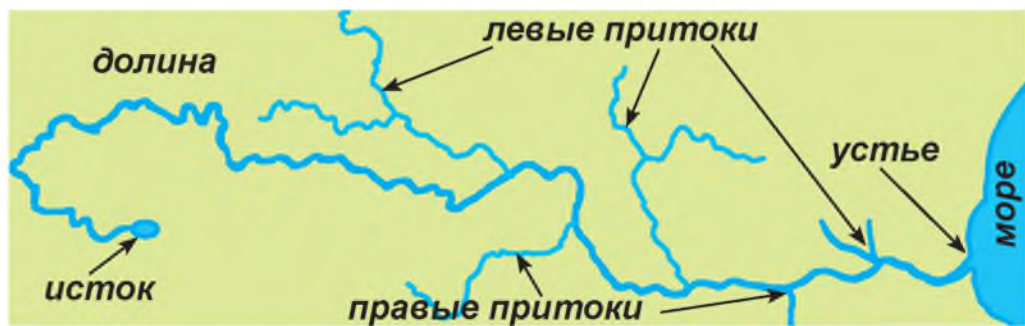 левые притоки
долина
устье
море
исток
правые притоки